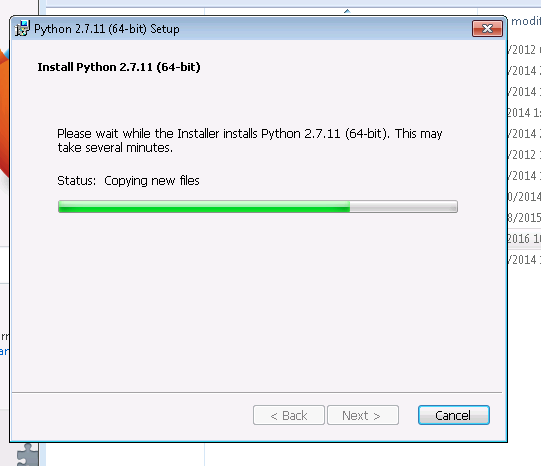 Python 2.7.11 (64-bit) Setup
modif
Install Python 2.7.11 (64-bit)
/2012
/2014
/2014
2014
Please wait while the Installer installs Python 2.7.11 (64-bit). This may
/2014
take several minutes.
/2012
Status: Copying new files
/2014
0/2014
8/2015
2016 10
/2014
< Back
Next >
Cancel